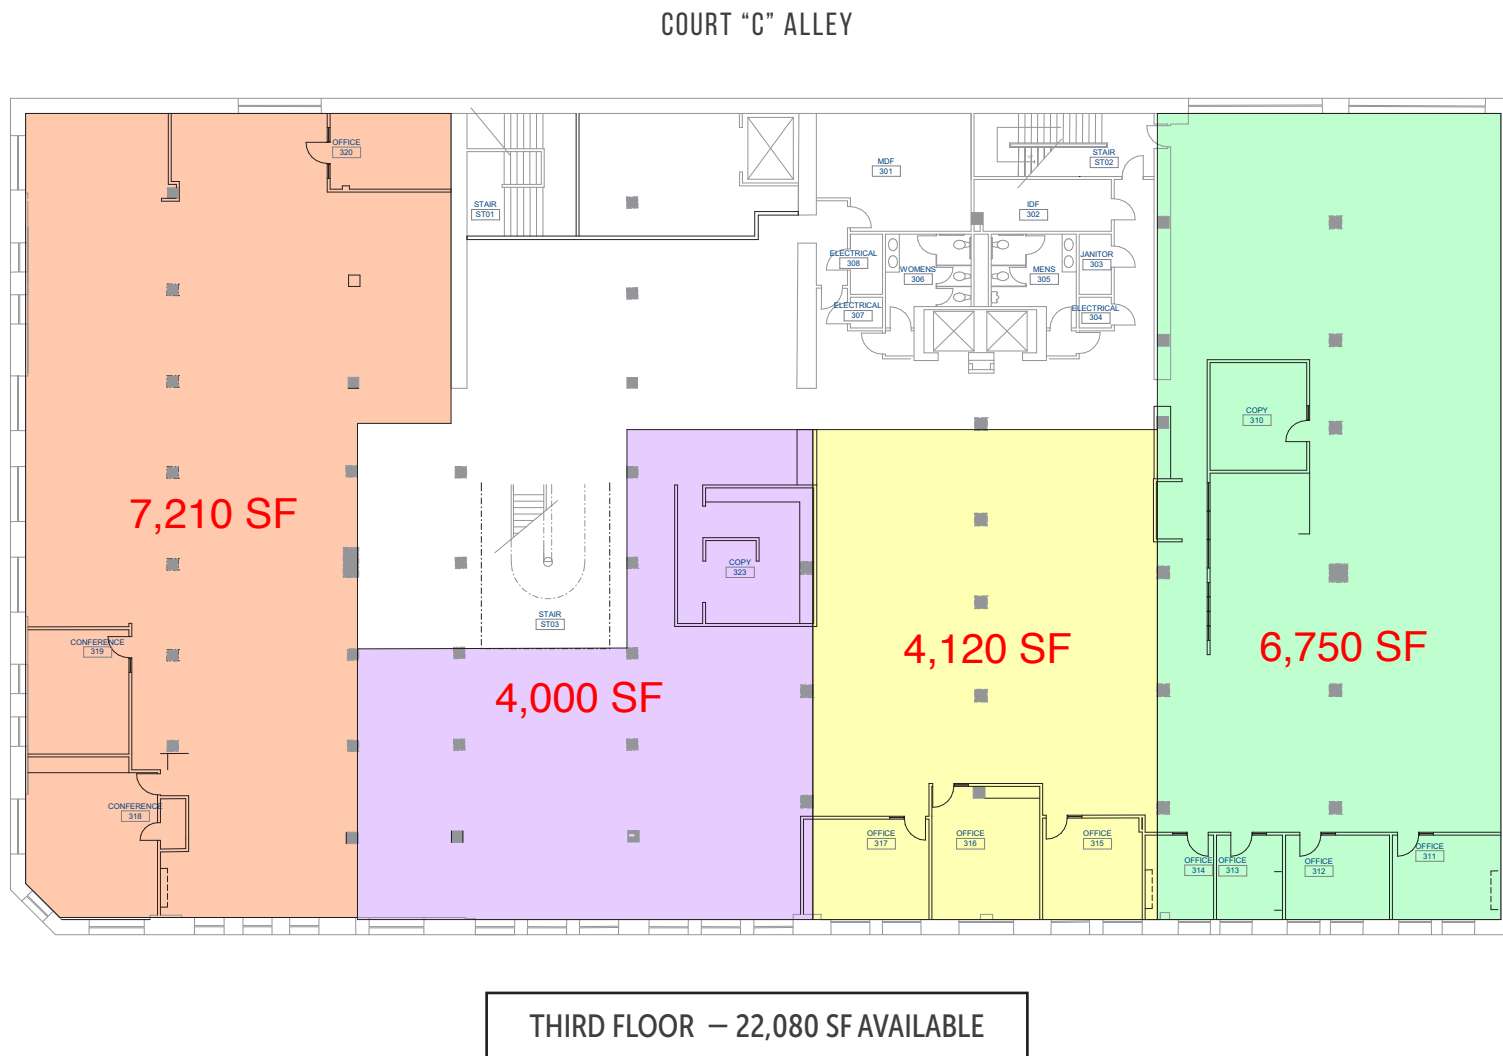 COURT “C” ALLEY
OFFICE
320
STAIR
ST01
MDF
301
STAIR
ST02
IDF
302
ELECTRICAL
308
WOMENS
306
MENS
305
JANITOR
303
ELECTRICAL
307
ELECTRICAL
304
COPY
310
7,210 SF
COPY
323
STAIR
ST03
CONFERENCE
319
4,120 SF
6,750 SF
4,000 SF
CONFERENCE
318
OFFICE
317
OFFICE
316
OFFICE
315
OFFICE
314
OFFICE
313
OFFICE
312
OFFICE
311
THIRD FLOOR – 22,080 SF AVAILABLE